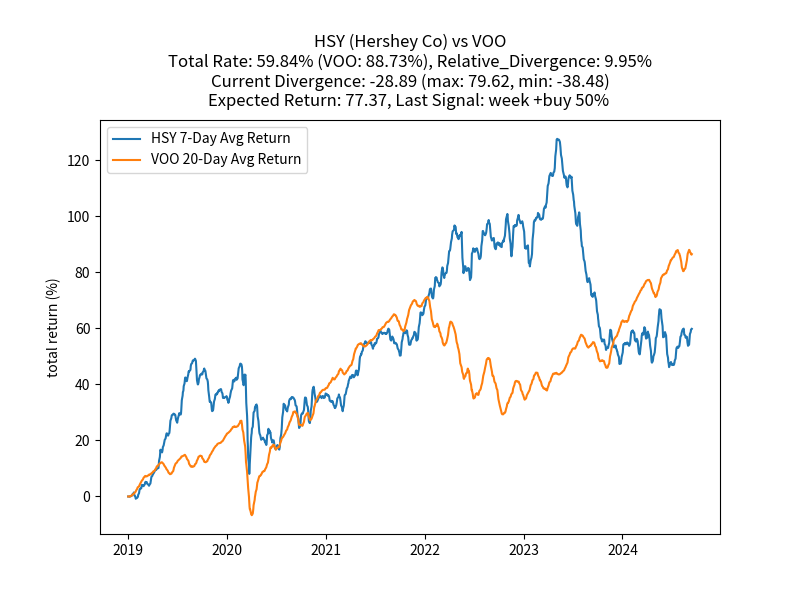 HSY (Hershey Co) vs VOO
Total Rate: 59.84% (VOO: 88.73%), Relative_Divergence: 9.95%
Current Divergence: -28.89 (max: 79.62, min: -38.48)
Expected Return: 77.37, Last Signal: week +buy 50%
HSY 7-Day Avg Return
VOO 20-Day Avg Return
total return (%)
120
100
80
60
40
20
0
2019 2020 2021 2022 2023 2024